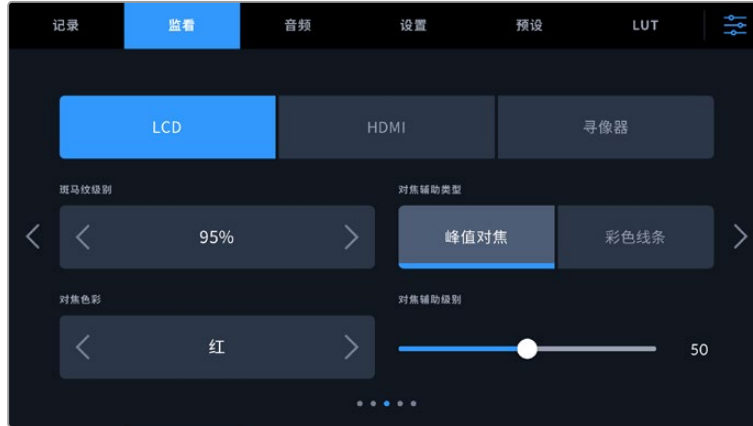 记录 监看 音频 设置 预设 LUT
LCD HDMI 寻像器
斑马纹级别 对焦辅助类型
95% 峰值对焦 彩色线条
对焦色彩 对焦辅助级别
红 50